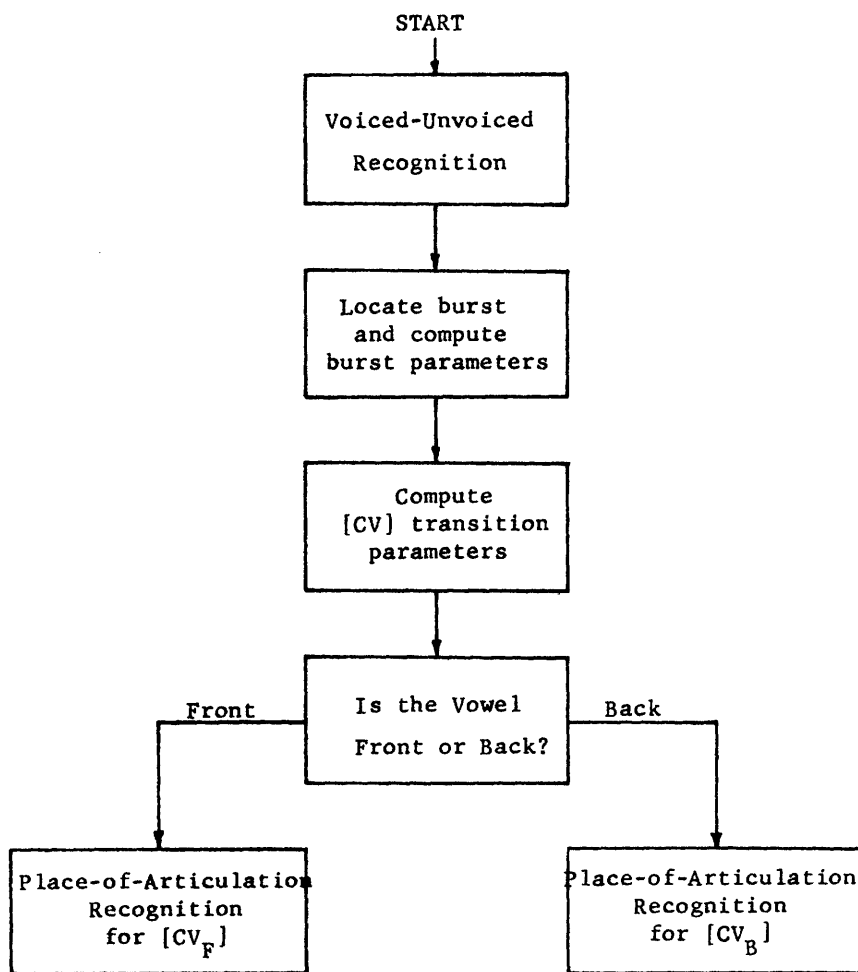 START
Voiced-Unvoiced
Recognition
Locate burst
and compute
burst parameters
Compute
[CV] transition
parameters
Is the Vowel
Front or Back?
Front
Back
Place-of-Articulation
Recognition
for [CV_F]
Place-of-Articulation
Recognition
for [CV_B]